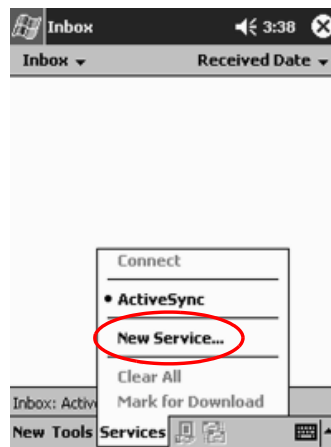 Inbox 3:38
Inbox Received Date
Connect
ActiveSync
New Service...
Clear All
Mark for Download
Inbox: Activ
New Tools Services